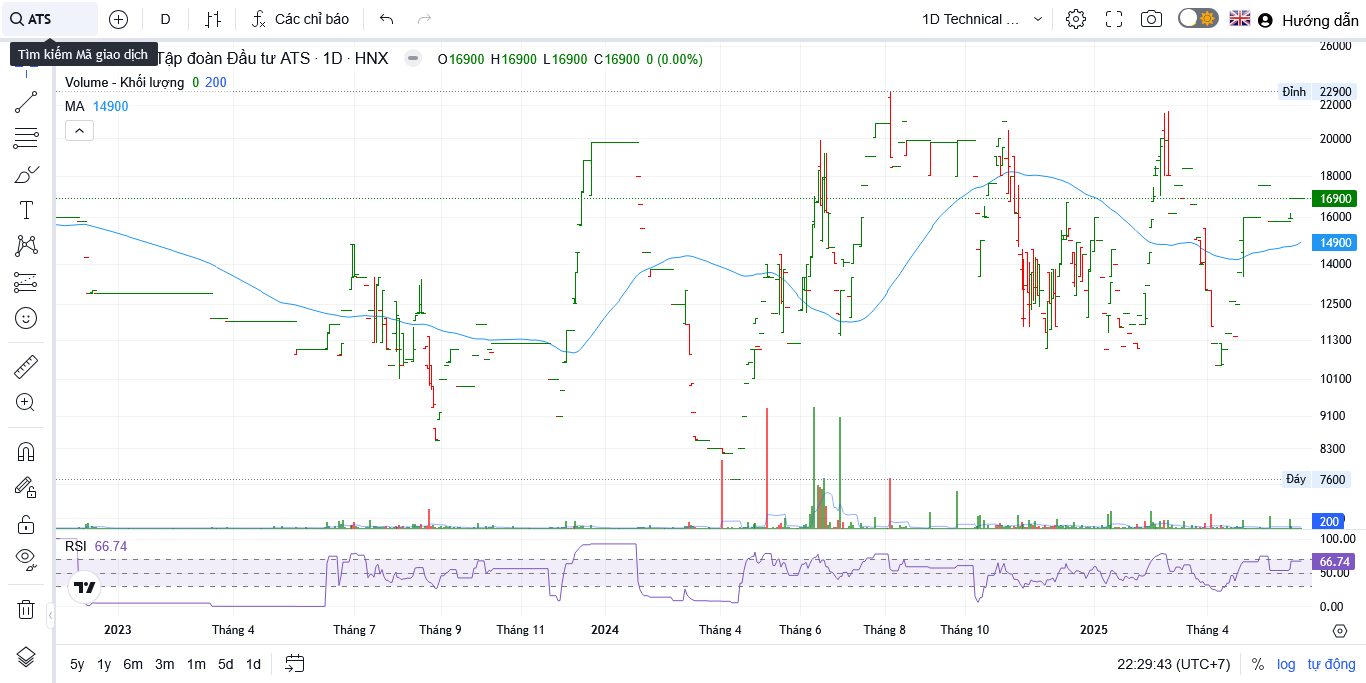 ATS
D
Các chỉ báo
1D Technical ...
Hướng dẫn
Tìm kiếm Mã giao dịch
Tập đoàn Đầu tư ATS · 1D · HNX
O16900 H16900 L16900 C16900 0 (0.00%)
Volume - Khối lượng 0 200
MA 14900
26000
Đỉnh 22900
22000
20000
18000
16900
16000
14900
14000
12500
11300
10100
9100
8300
Đáy 7600
200
RSI 66.74
100.00
66.74
50.00
0.00
2023 Tháng 4 Tháng 7 Tháng 9 Tháng 11 2024 Tháng 4 Tháng 6 Tháng 8 Tháng 10 2025 Tháng 4
5y 1y 6m 3m 1m 5d 1d
22:29:43 (UTC+7) % log tự động